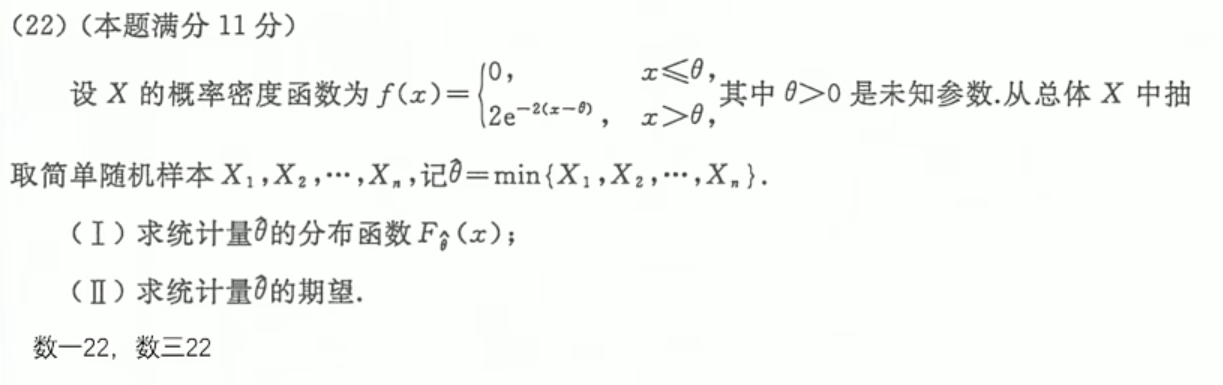 (22)(本题满分 11 分)
设 X 的概率密度函数为 f(x)={0, x⩽θ, 2e^{-2(x-θ)}, x>θ, 其中 θ>0 是未知参数.从总体 X 中抽
取简单随机样本 X₁,X₂,⋯,Xₙ,记θ̂=min{X₁,X₂,⋯,Xₙ}.
(Ⅰ)求统计量θ̂的分布函数 F_θ̂(x);
(Ⅱ)求统计量θ̂的期望.
数一22,数三22